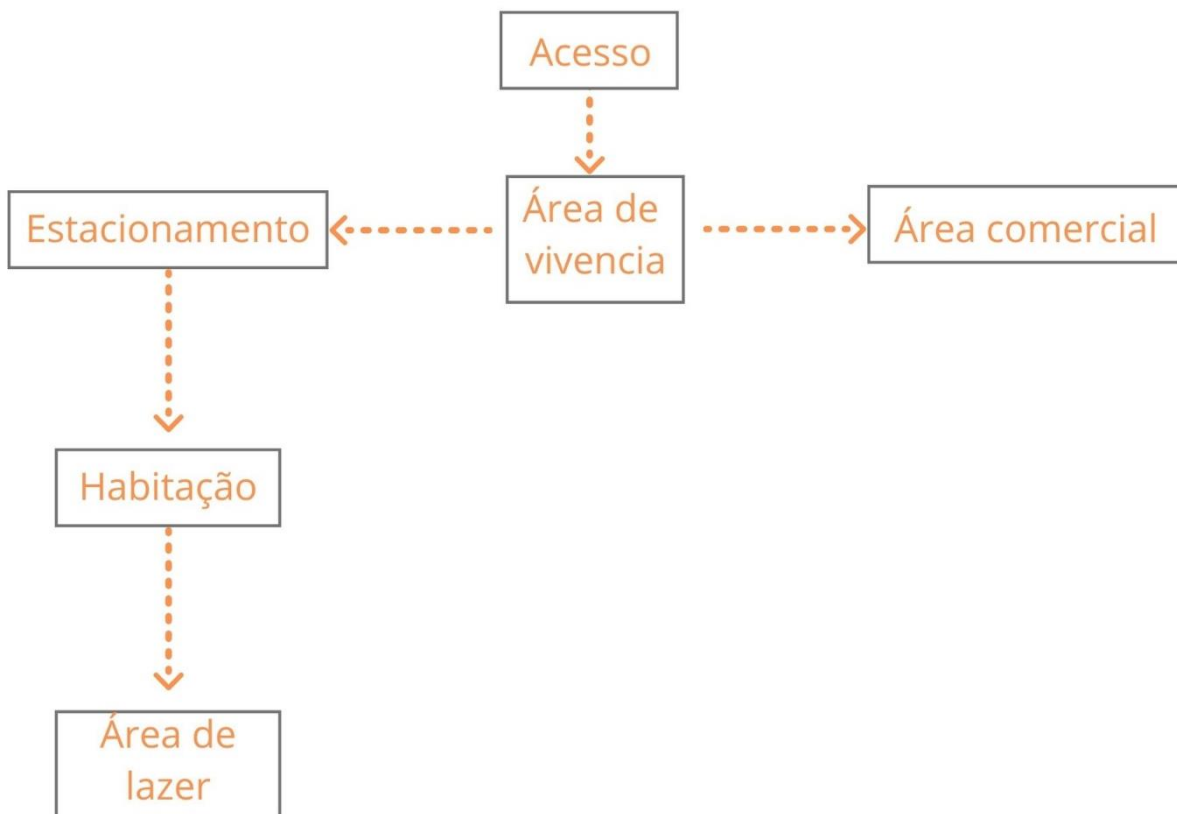 Acesso
Estacionamento
Área de
vivencia
Área comercial
Habitação
Área de
lazer